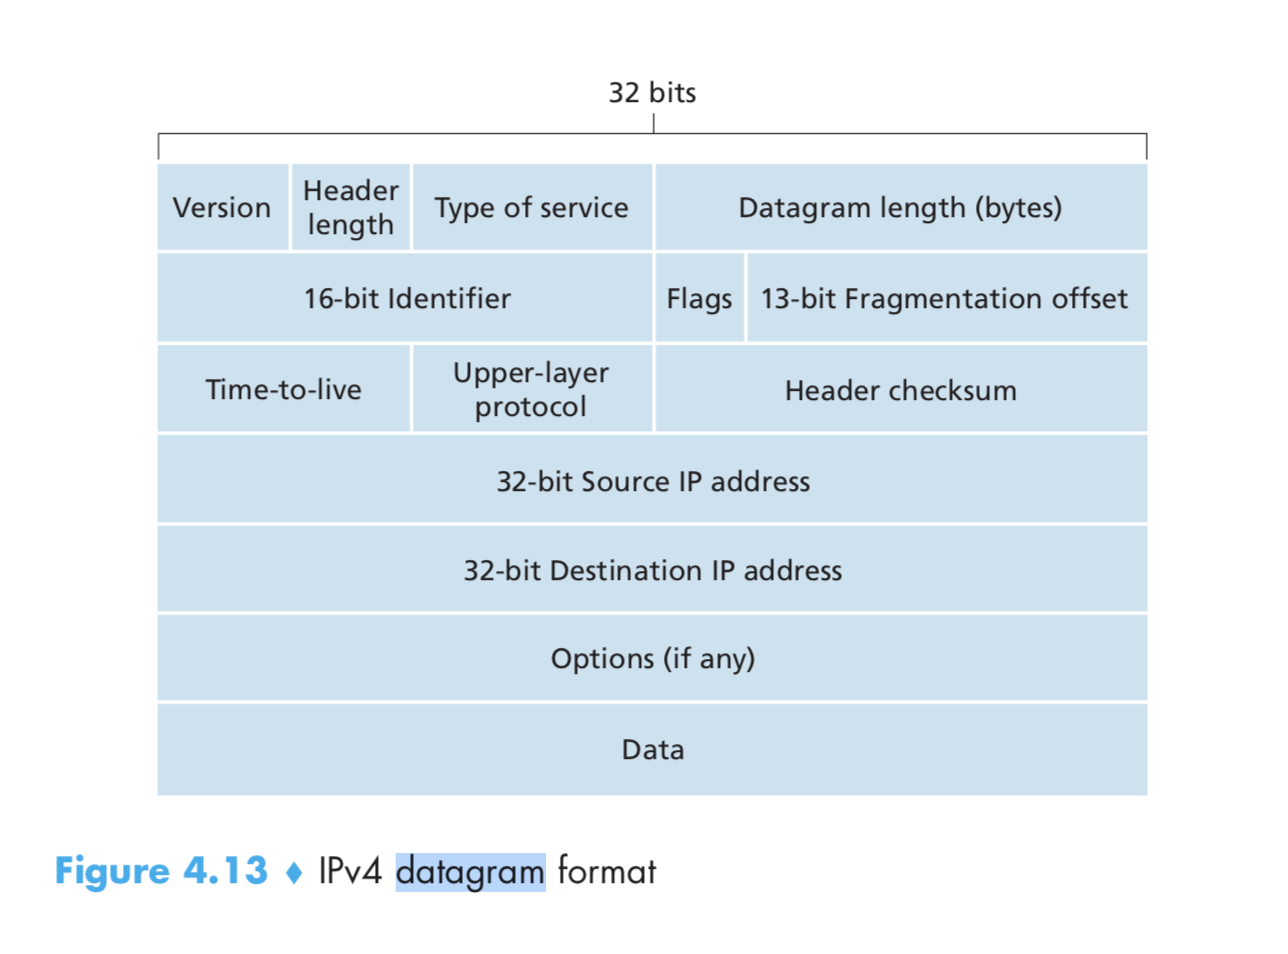 32 bits
Version
Header
length
Type of service
Datagram length (bytes)
16-bit Identifier
Flags
13-bit Fragmentation offset
Time-to-live
Upper-layer
protocol
Header checksum
32-bit Source IP address
32-bit Destination IP address
Options (if any)
Data
Figure 4.13 ♦ IPv4 datagram format